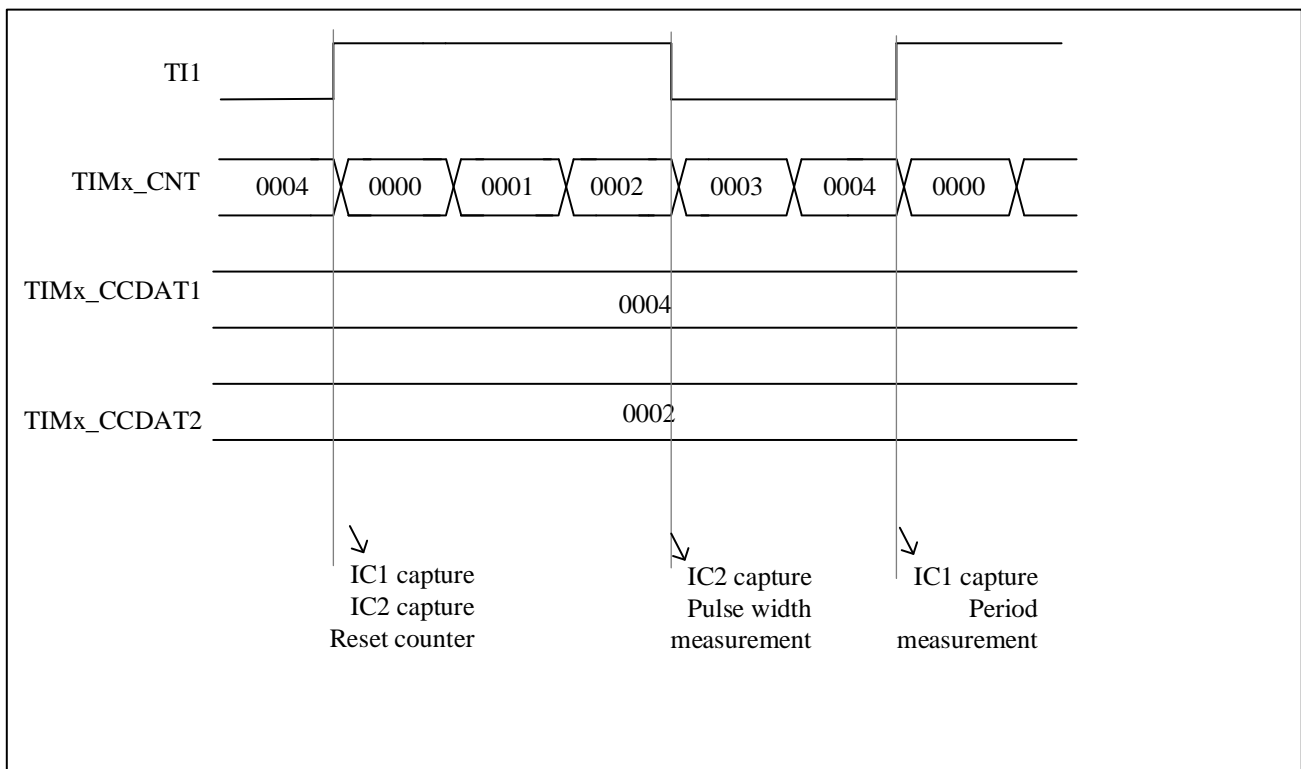 TI1
TIMx_CNT
0004
0000
0001
0002
0003
0004
0000
TIMx_CCDAT1
0004
TIMx_CCDAT2
0002
IC1 capture
IC2 capture
Reset counter
IC2 capture
Pulse width
measurement
IC1 capture
Period
measurement